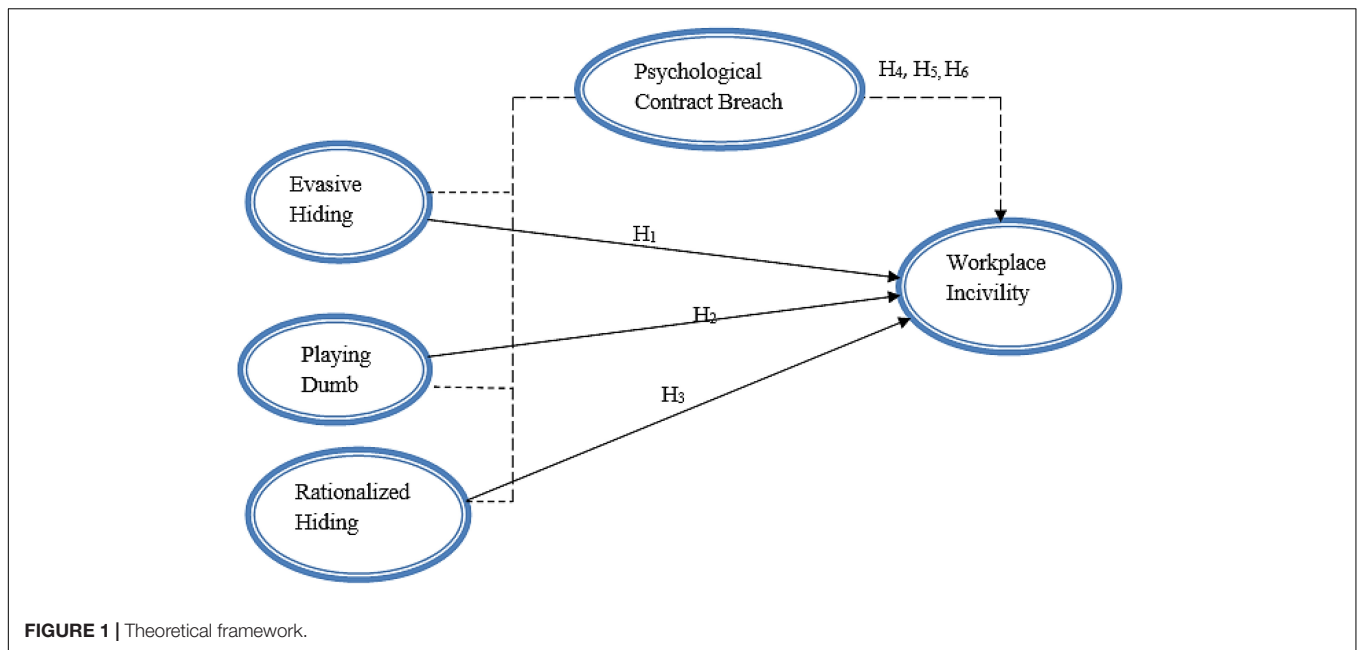 Psychological
Contract Breach
H4, H5, H6
Evasive
Hiding
H1
Workplace
Incivility
Playing
Dumb
H2
H3
Rationalized
Hiding
FIGURE 1 | Theoretical framework.